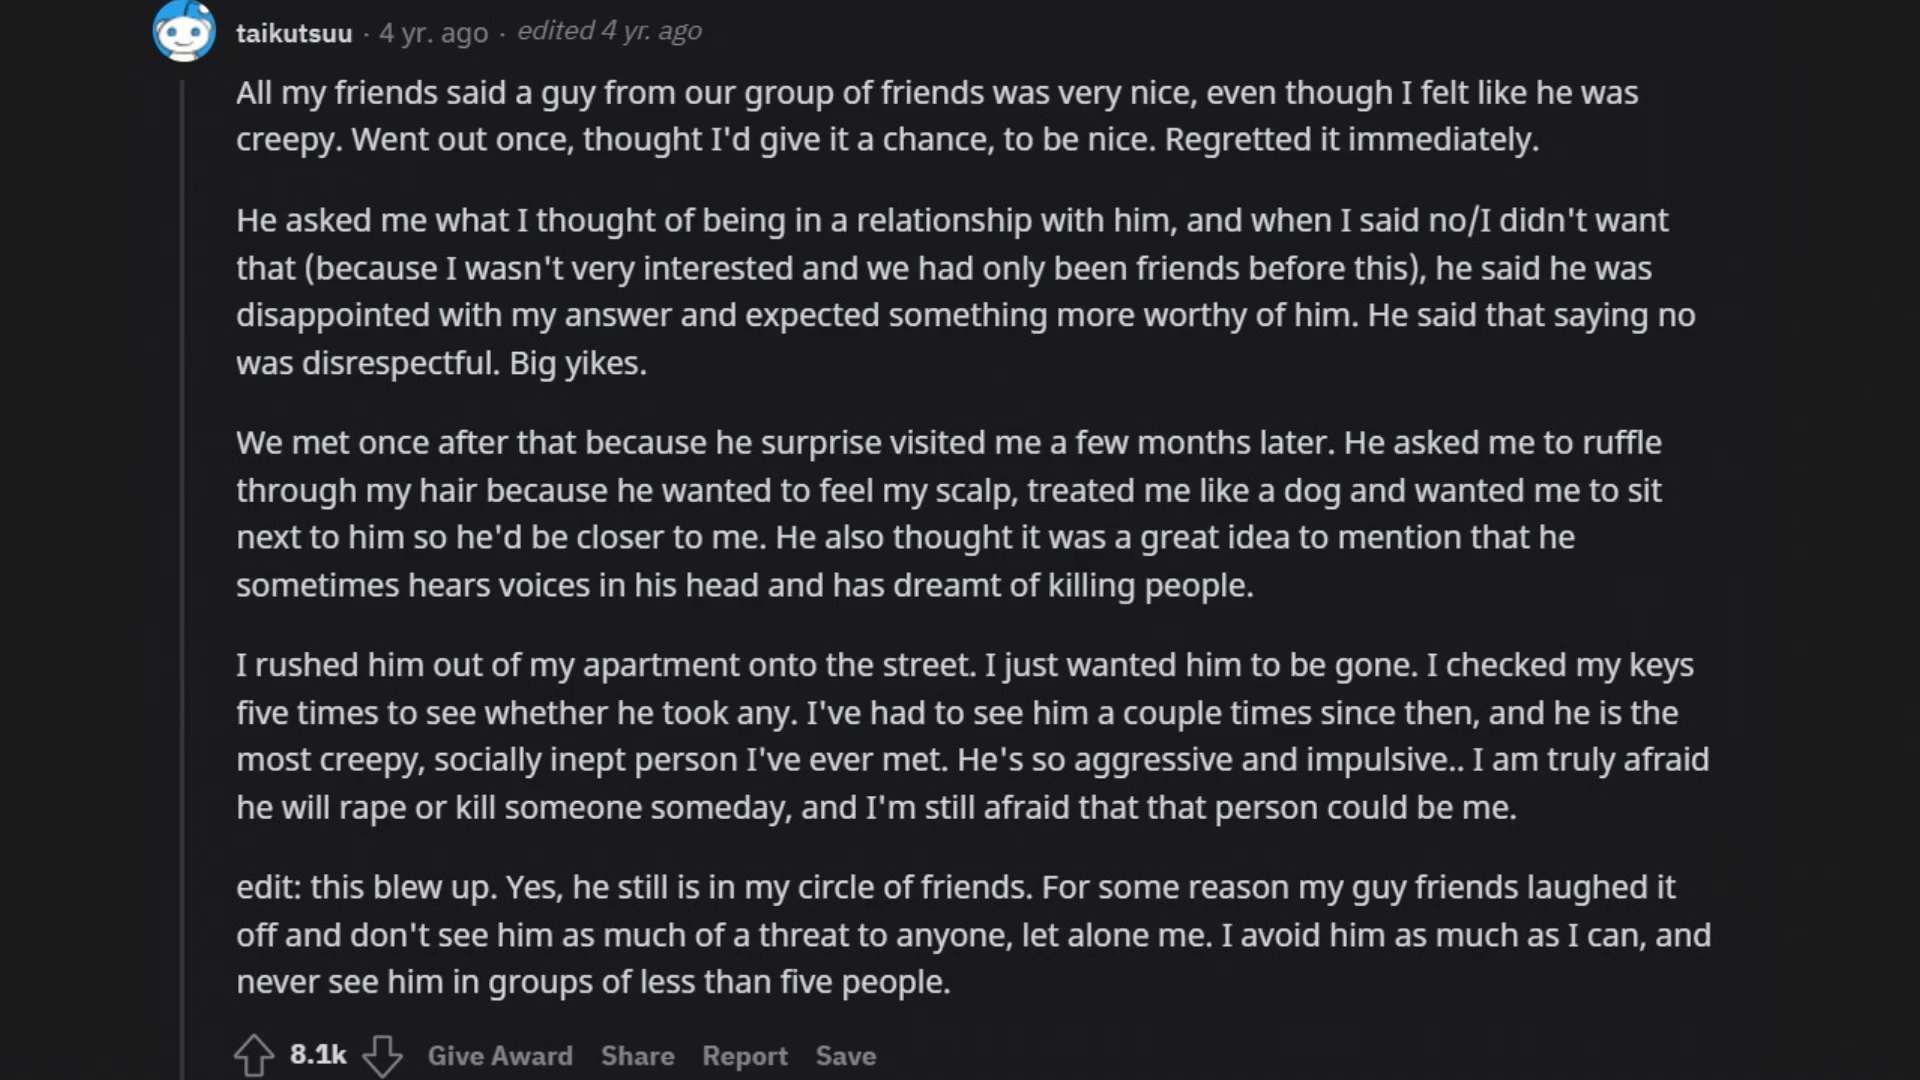 taikutsuu · 4 yr. ago · edited 4 yr. ago
All my friends said a guy from our group of friends was very nice, even though I felt like he was
creepy. Went out once, thought I'd give it a chance, to be nice. Regretted it immediately.
He asked me what I thought of being in a relationship with him, and when I said no/I didn't want
that (because I wasn't very interested and we had only been friends before this), he said he was
disappointed with my answer and expected something more worthy of him. He said that saying no
was disrespectful. Big yikes.
We met once after that because he surprise visited me a few months later. He asked me to ruffle
through my hair because he wanted to feel my scalp, treated me like a dog and wanted me to sit
next to him so he'd be closer to me. He also thought it was a great idea to mention that he
sometimes hears voices in his head and has dreamt of killing people.
I rushed him out of my apartment onto the street. I just wanted him to be gone. I checked my keys
five times to see whether he took any. I've had to see him a couple times since then, and he is the
most creepy, socially inept person I've ever met. He's so aggressive and impulsive.. I am truly afraid
he will rape or kill someone someday, and I'm still afraid that that person could be me.
edit: this blew up. Yes, he still is in my circle of friends. For some reason my guy friends laughed it
off and don't see him as much of a threat to anyone, let alone me. I avoid him as much as I can, and
never see him in groups of less than five people.
8.1k Give Award Share Report Save